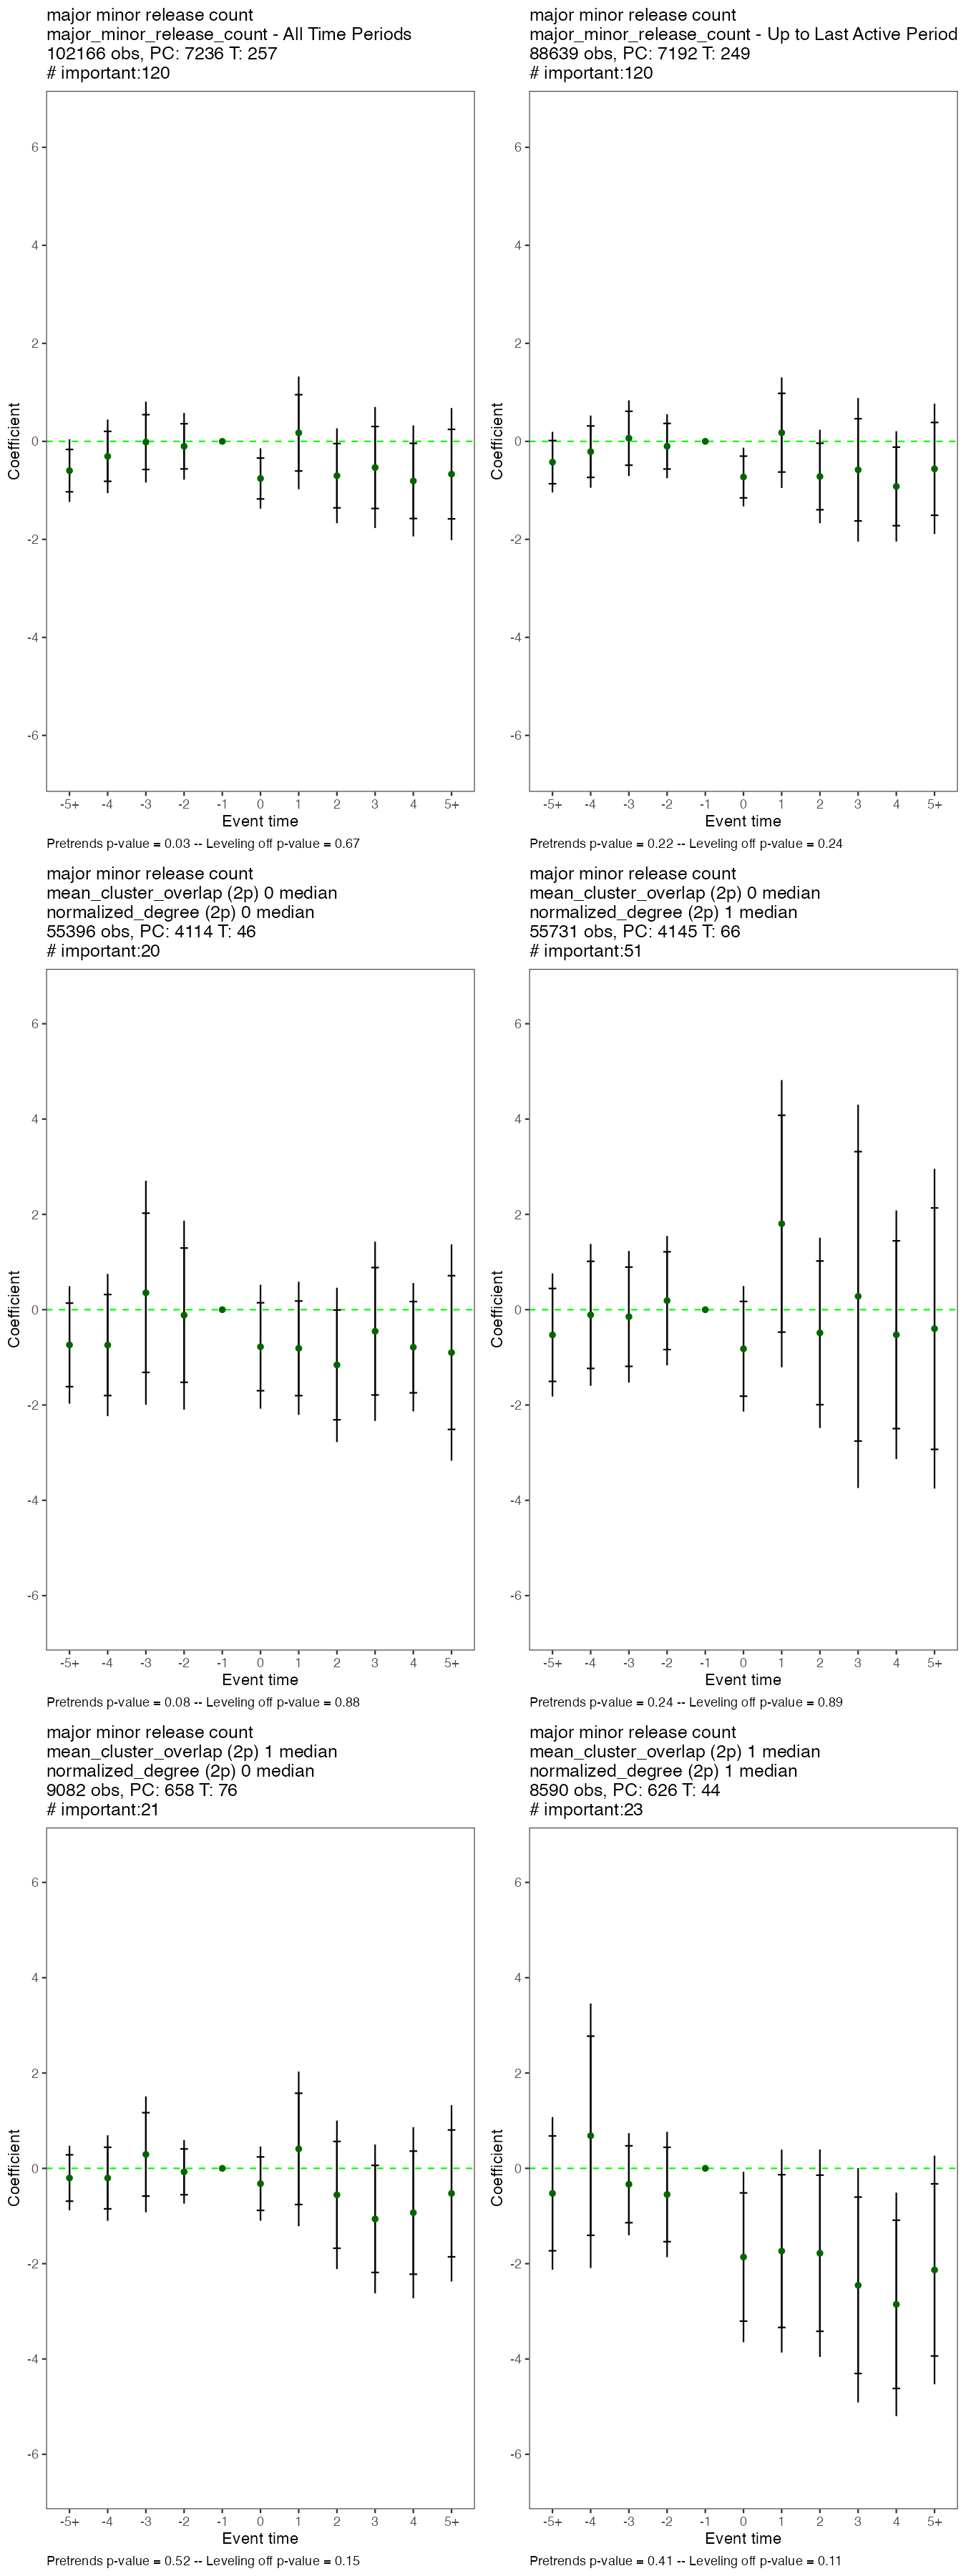 major minor release count
major_minor_release_count - All Time Periods
102166 obs, PC: 7236 T: 257
# important:120
6
4
2
0
-2
-4
-6
Coefficient
-5+ -4 -3 -2 -1 0 1 2 3 4 5+
Event time
Pretrends p-value = 0.03 -- Leveling off p-value = 0.67
major minor release count
major_minor_release_count - Up to Last Active Period
88639 obs, PC: 7192 T: 249
# important:120
6
4
2
0
-2
-4
-6
Coefficient
-5+ -4 -3 -2 -1 0 1 2 3 4 5+
Event time
Pretrends p-value = 0.22 -- Leveling off p-value = 0.24
major minor release count
mean_cluster_overlap (2p) 0 median
normalized_degree (2p) 0 median
55396 obs, PC: 4114 T: 46
# important:20
6
4
2
0
-2
-4
-6
Coefficient
-5+ -4 -3 -2 -1 0 1 2 3 4 5+
Event time
Pretrends p-value = 0.08 -- Leveling off p-value = 0.88
major minor release count
mean_cluster_overlap (2p) 0 median
normalized_degree (2p) 1 median
55731 obs, PC: 4145 T: 66
# important:51
6
4
2
0
-2
-4
-6
Coefficient
-5+ -4 -3 -2 -1 0 1 2 3 4 5+
Event time
Pretrends p-value = 0.24 -- Leveling off p-value = 0.89
major minor release count
mean_cluster_overlap (2p) 1 median
normalized_degree (2p) 0 median
9082 obs, PC: 658 T: 76
# important:21
6
4
2
0
-2
-4
-6
Coefficient
-5+ -4 -3 -2 -1 0 1 2 3 4 5+
Event time
Pretrends p-value = 0.52 -- Leveling off p-value = 0.15
major minor release count
mean_cluster_overlap (2p) 1 median
normalized_degree (2p) 1 median
8590 obs, PC: 626 T: 44
# important:23
6
4
2
0
-2
-4
-6
Coefficient
-5+ -4 -3 -2 -1 0 1 2 3 4 5+
Event time
Pretrends p-value = 0.41 -- Leveling off p-value = 0.11